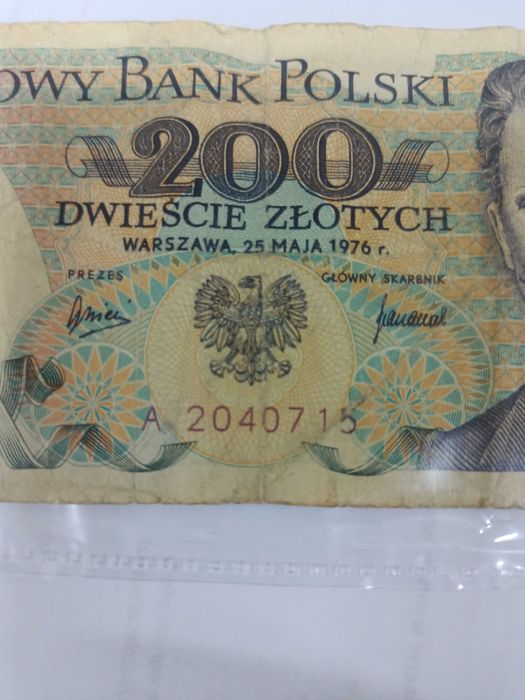 OWY BANK POLSKI
200
DWIEŚCIE ZŁOTYCH
WARSZAWA, 25 MAJA 1976 r.
PREZES GŁÓWNY SKARBNIK
A 2040715